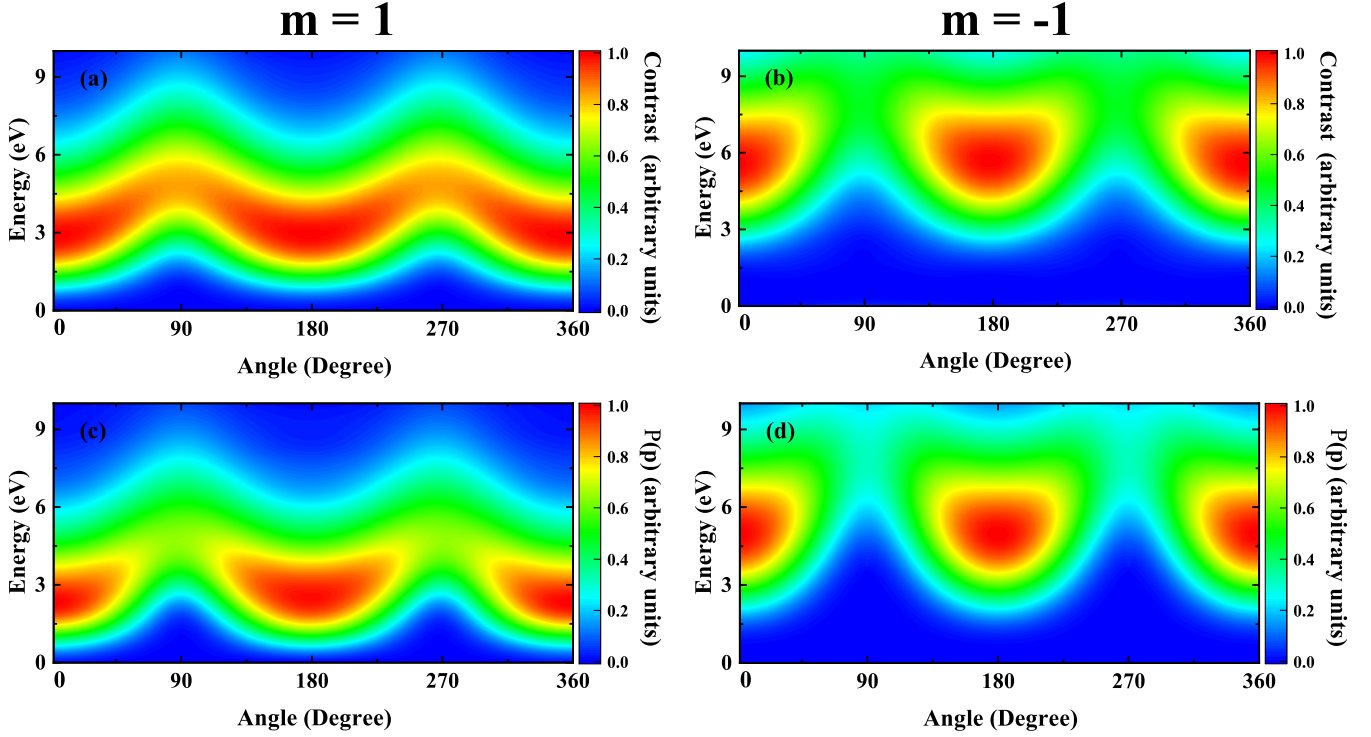 m = 1
m = -1
(a)
9
6
3
0
Energy (eV)
0 90 180 270 360
Angle (Degree)
1.0
0.8
0.6
0.4
0.2
0.0
Contrast (arbitrary units)
(b)
9
6
3
0
Energy (eV)
0 90 180 270 360
Angle (Degree)
1.0
0.8
0.6
0.4
0.2
0.0
Contrast (arbitrary units)
(c)
9
6
3
0
Energy (eV)
0 90 180 270 360
Angle (Degree)
1.0
0.8
0.6
0.4
0.2
0.0
P(p) (arbitrary units)
(d)
9
6
3
0
Energy (eV)
0 90 180 270 360
Angle (Degree)
1.0
0.8
0.6
0.4
0.2
0.0
P(p) (arbitrary units)